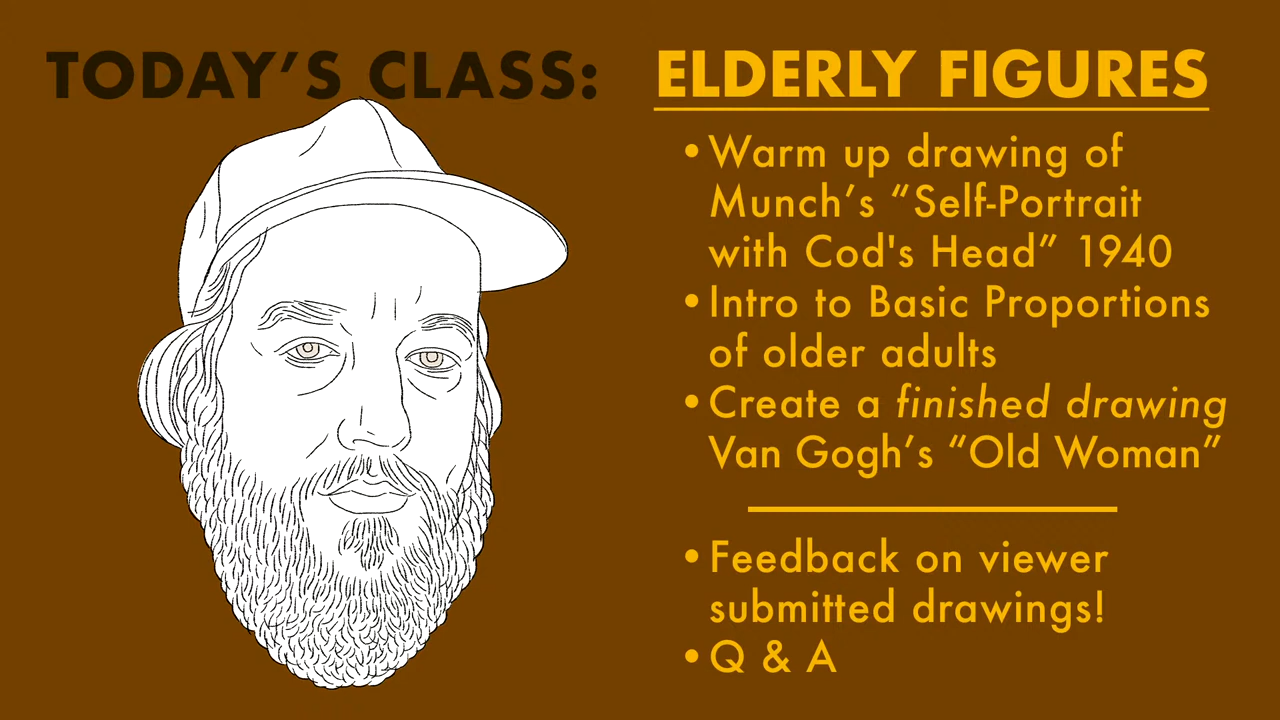 TODAY’S CLASS:
ELDERLY FIGURES
•Warm up drawing of
Munch’s “Self-Portrait
with Cod's Head” 1940
•Intro to Basic Proportions
of older adults
•Create a finished drawing
Van Gogh’s “Old Woman”
•Feedback on viewer
submitted drawings!
•Q & A